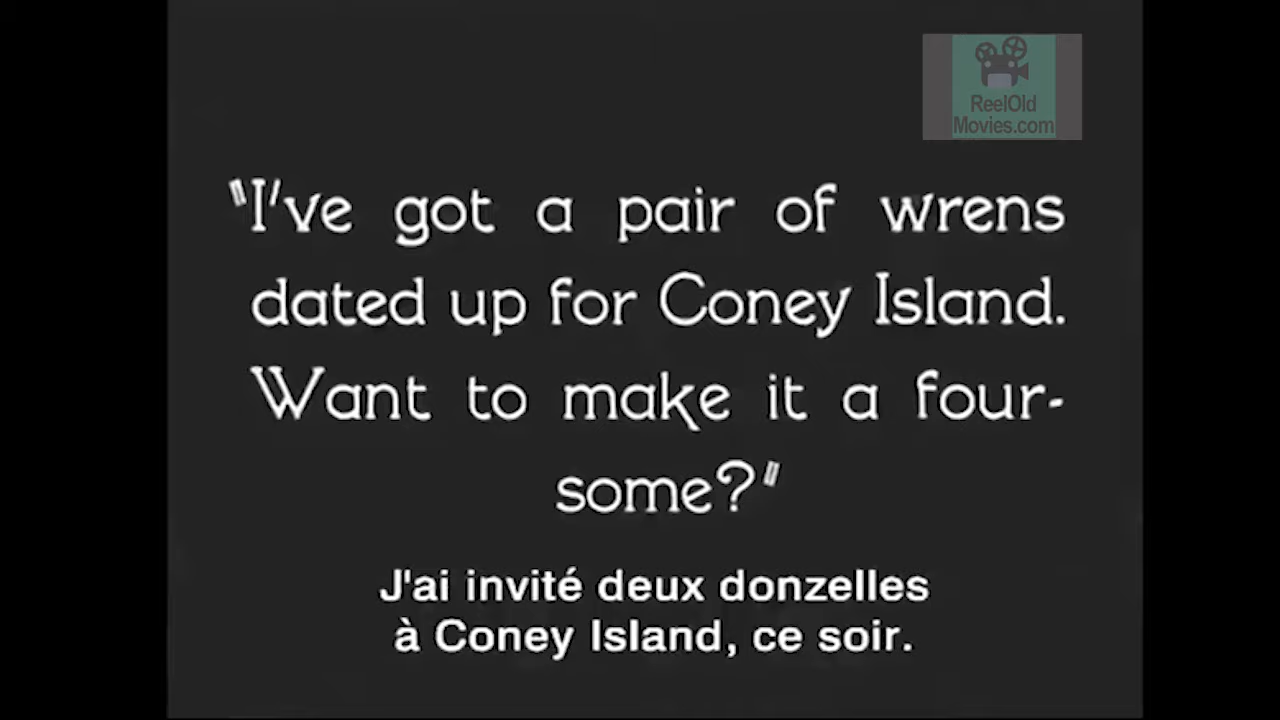 ReelOld
Movies.com
"I've got a pair of wrens
dated up for Coney Island.
Want to make it a four-
some?"
J'ai invité deux donzelles
à Coney Island, ce soir.